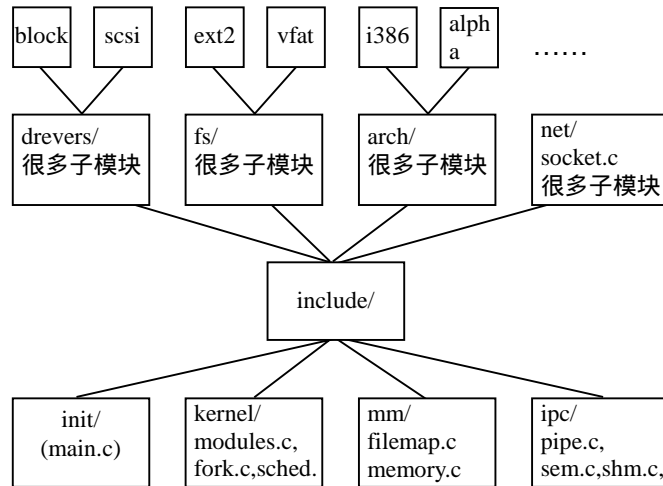 block
scsi
ext2
vfat
i386
alph
a
……
drevers/
很多子模块
fs/
很多子模块
arch/
很多子模块
net/
socket.c
很多子模块
include/
init/
(main.c)
kernel/
modules.c,
fork.c,sched.
mm/
filemap.c
memory.c
ipc/
pipe.c,
sem.c,shm.c,